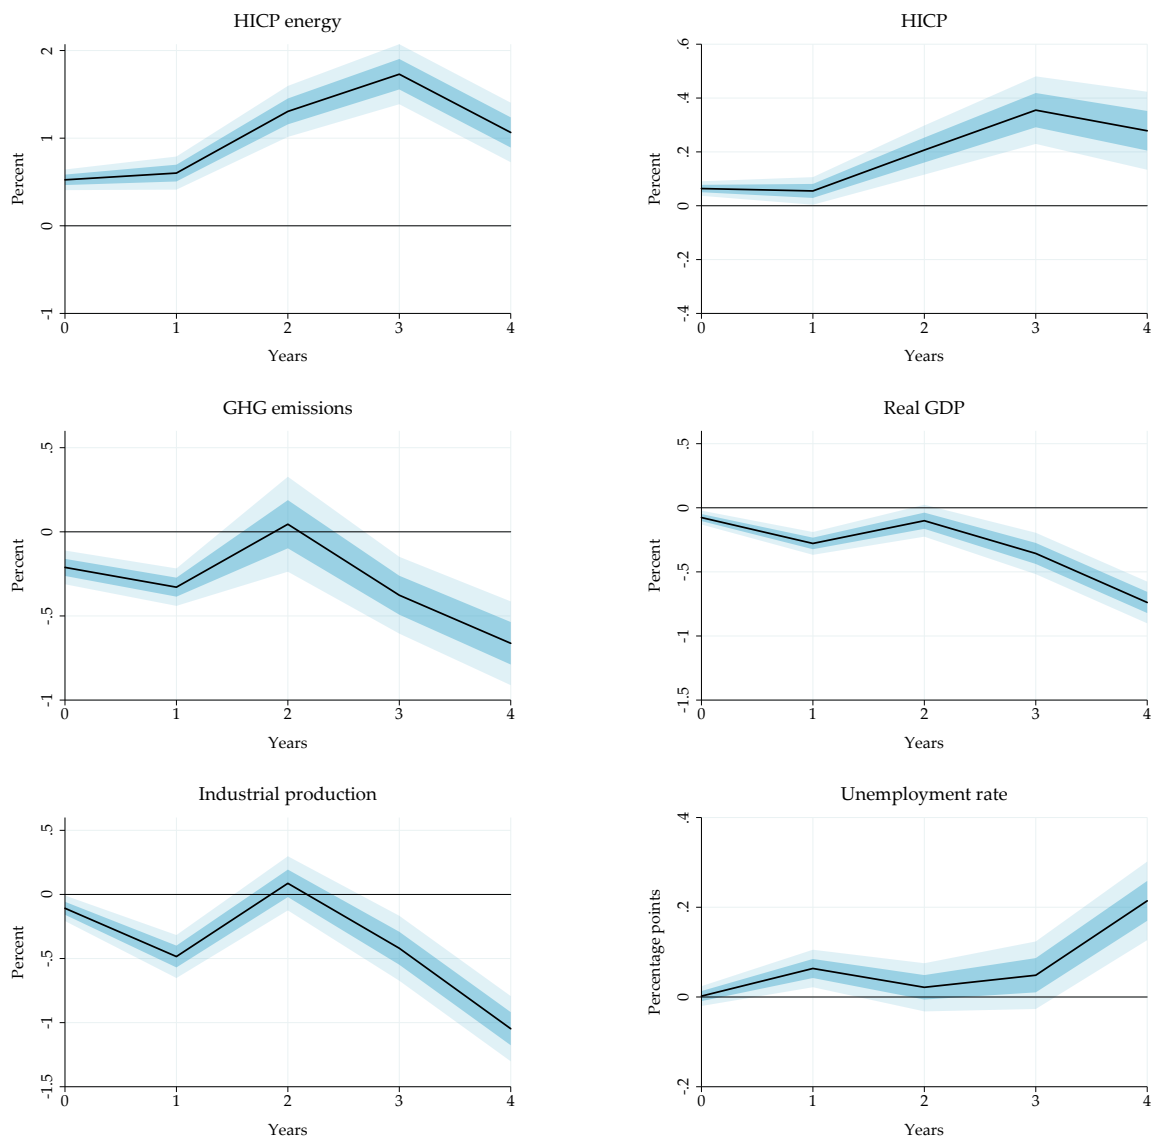 HICP energy
Percent
2
1
0
-1
0 1 2 3 4
Years
HICP
Percent
.6
.4
.2
0
-.2
-.4
0 1 2 3 4
Years
GHG emissions
Percent
.5
0
-.5
-1
0 1 2 3 4
Years
Real GDP
Percent
.5
0
-.5
-1
-1.5
0 1 2 3 4
Years
Industrial production
Percent
.5
0
-.5
-1
-1.5
0 1 2 3 4
Years
Unemployment rate
Percentage points
.4
.2
0
-.2
0 1 2 3 4
Years